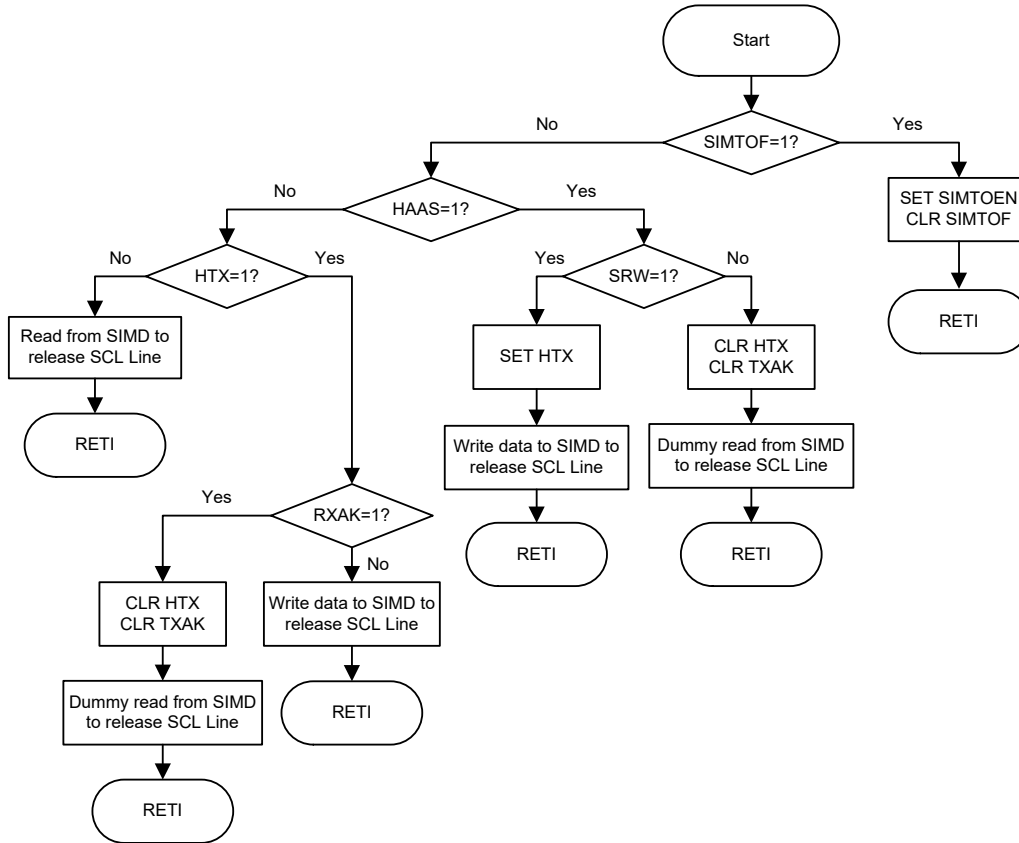 Start
No
SIMTOF=1?
Yes
No
HAAS=1?
Yes
SET SIMTOEN
CLR SIMTOF
No
HTX=1?
Yes
Yes
SRW=1?
No
RETI
Read from SIMD to
release SCL Line
SET HTX
CLR HTX
CLR TXAK
RETI
Write data to SIMD to
release SCL Line
Dummy read from SIMD
to release SCL Line
Yes
RXAK=1?
No
RETI
RETI
CLR HTX
CLR TXAK
Write data to SIMD to
release SCL Line
Dummy read from SIMD
to release SCL Line
RETI
RETI